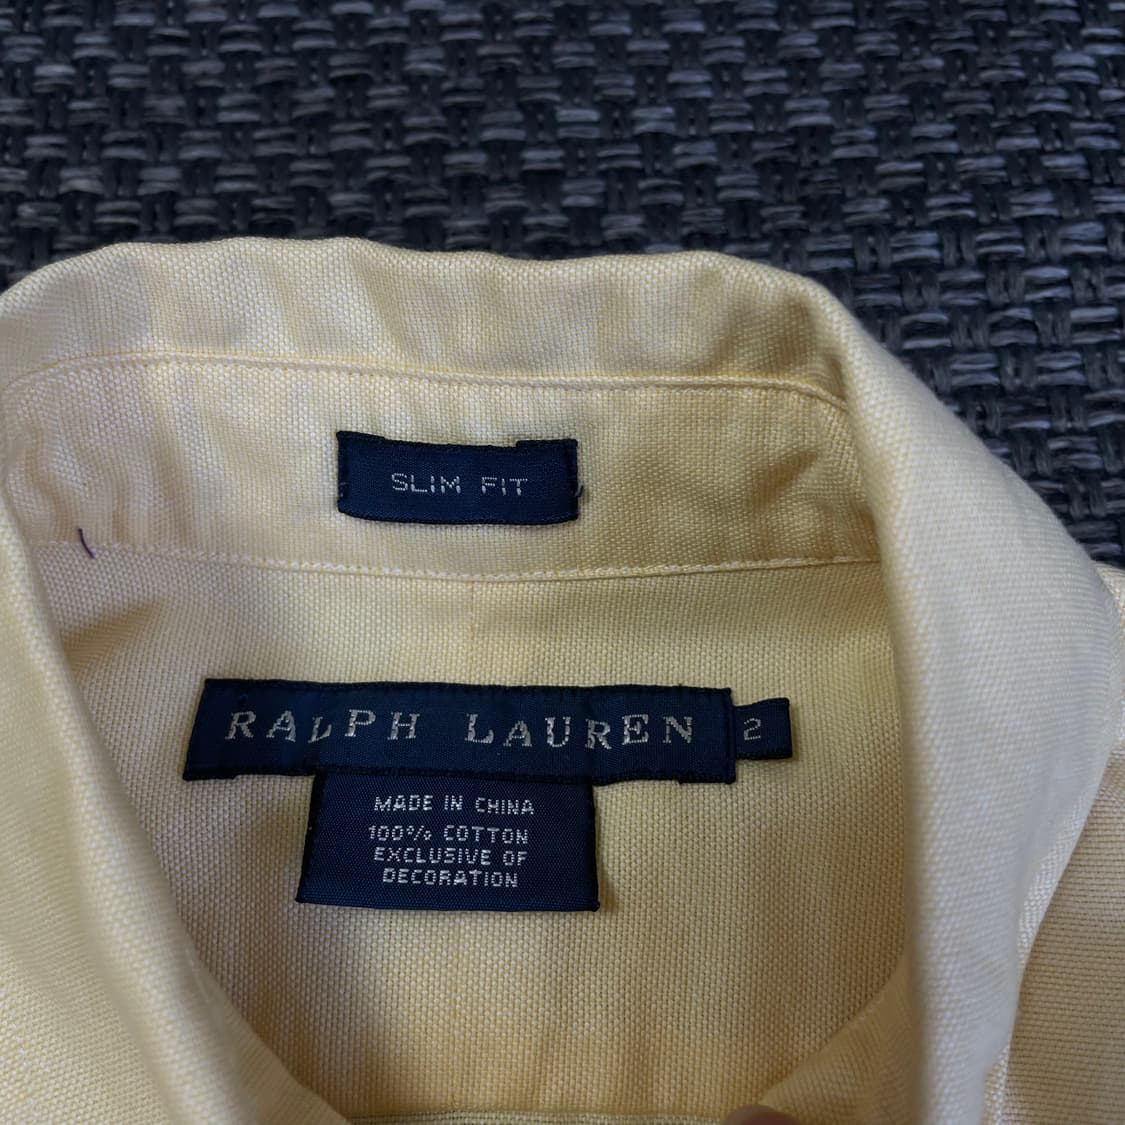 SLIM FIT
RALPH LAUREN
2
MADE IN CHINA
100% COTTON
EXCLUSIVE OF
DECORATION